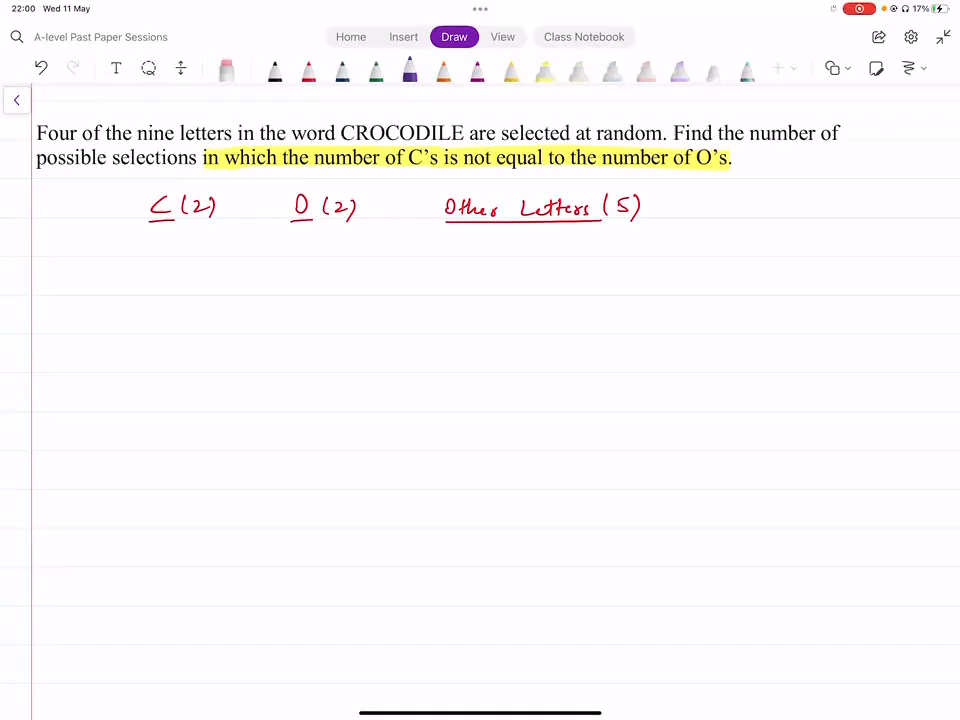 22:00 Wed 11 May
17%
A-level Past Paper Sessions
Home Insert Draw View Class Notebook
Four of the nine letters in the word CROCODILE are selected at random. Find the number of
possible selections in which the number of C’s is not equal to the number of O’s.
C (2) O (2) Other Letters (5)